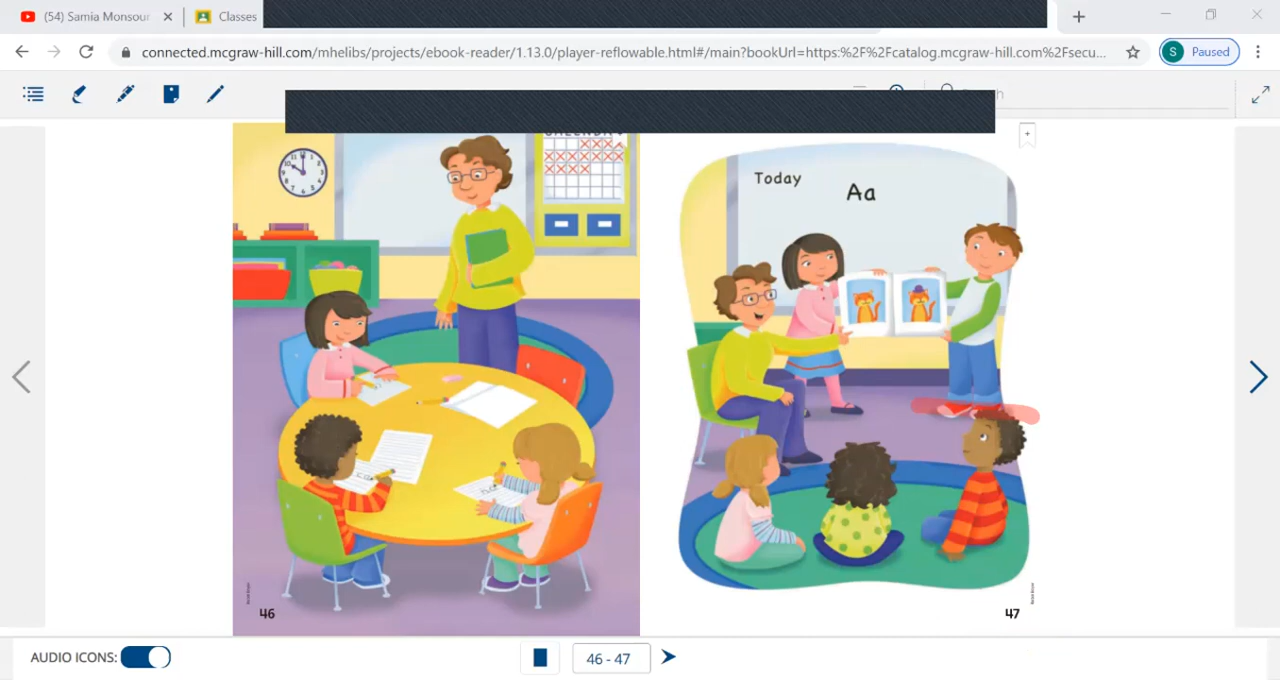 (54) Samia Monsour
Classes
connected.mcgraw-hill.com/mhelibs/projects/ebook-reader/1.13.0/player-reflowable.html#/main?bookUrl=https:%2F%2Fcatalog.mcgraw-hill.com%2Fsecu...
S Paused
Today
Aa
46
47
AUDIO ICONS:
46 - 47